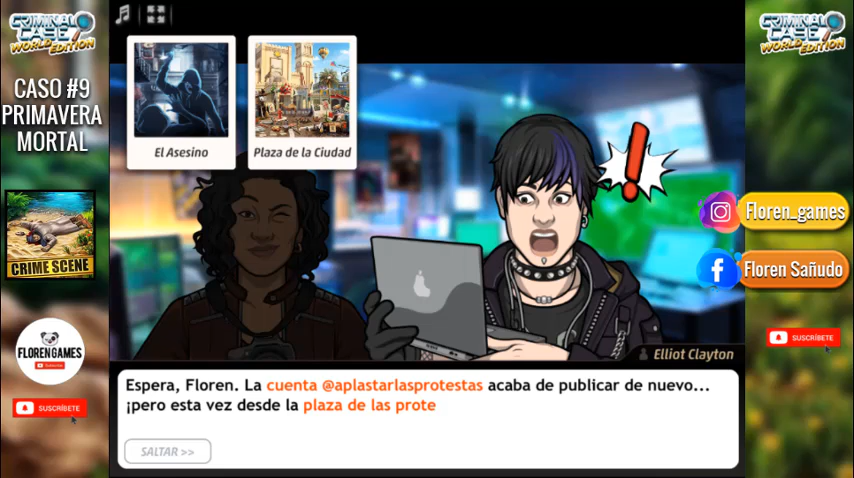 CRIMINAL
CASE
WORLD EDITION
CASO #9
PRIMAVERA
MORTAL
CRIME SCENE
FLOREN GAMES
SUSCRÍBETE
El Asesino
Plaza de la Ciudad
Elliot Clayton
Espera, Floren. La cuenta @aplastarlasprotestas acaba de publicar de nuevo...
¡pero esta vez desde la plaza de las prote
SALTAR >>
CRIMINAL
CASE
WORLD EDITION
Floren_games
Floren Sañudo
SUSCRÍBETE